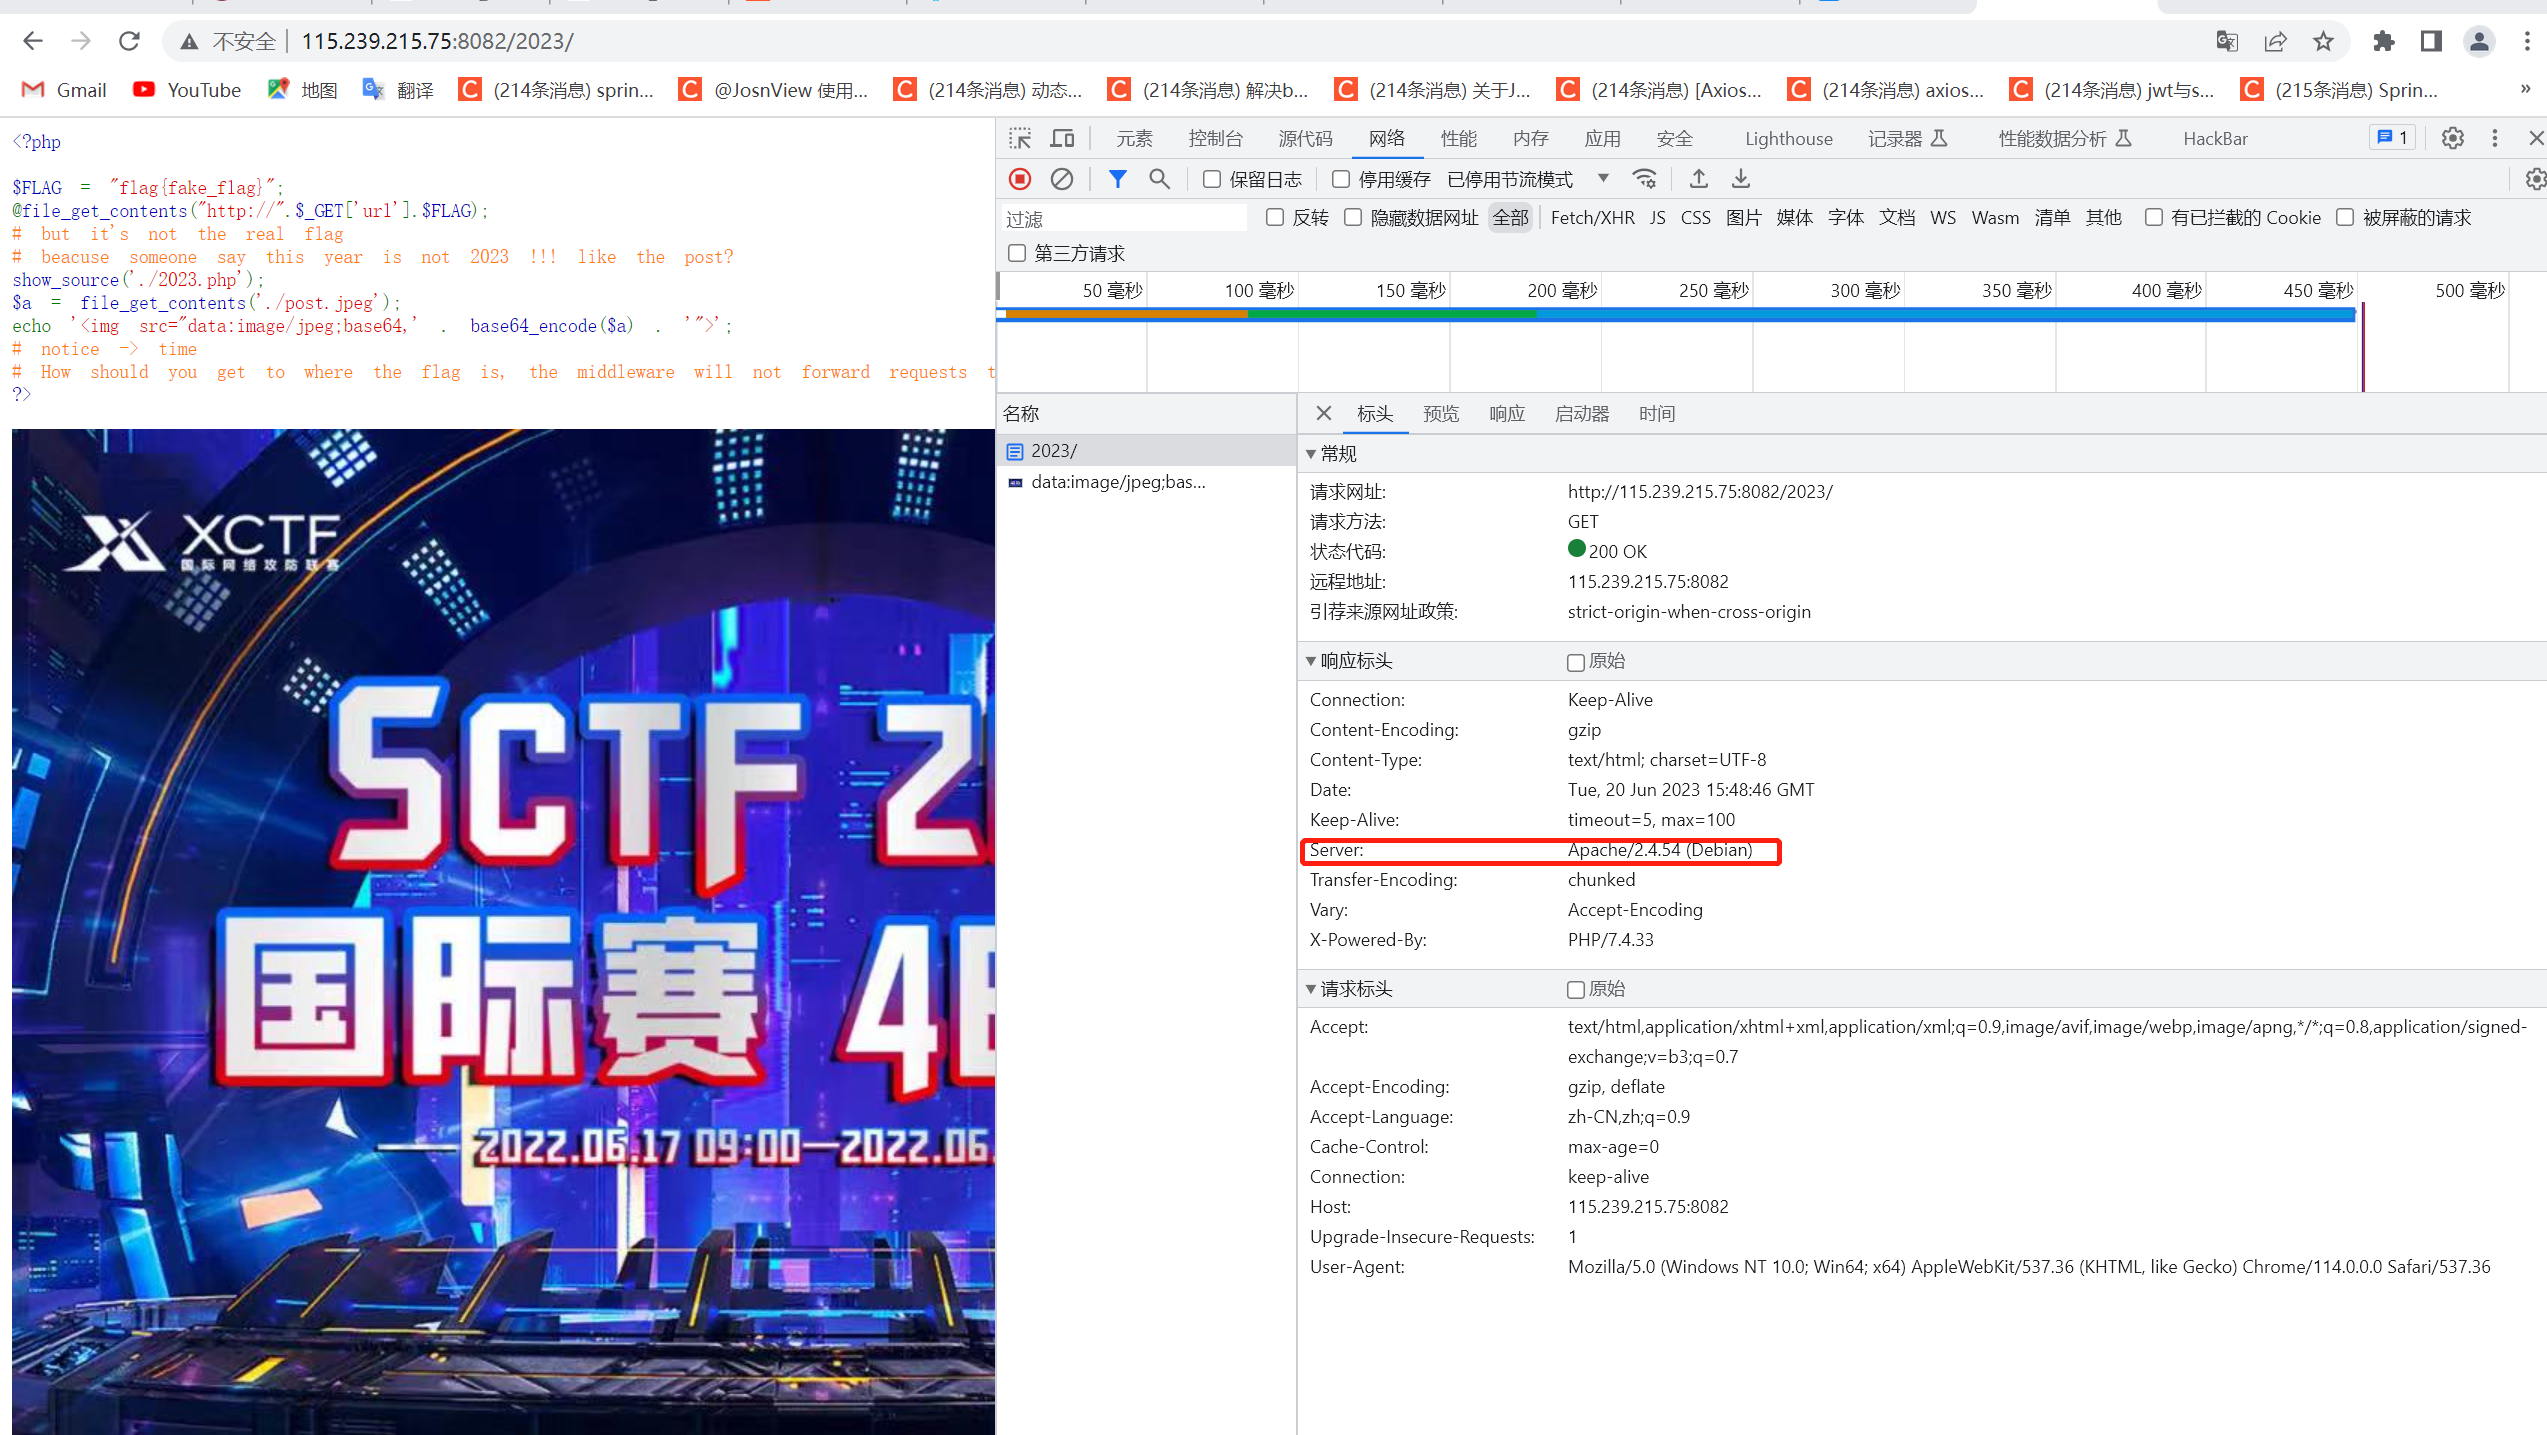 不安全 115.239.215.75:8082/2023/
Gmail YouTube 地图 翻译 (214条消息) sprin... @JosnView 使用... (214条消息) 动态... (214条消息) 解决b... (214条消息) 关于J... (214条消息) [Axios... (214条消息) axios... (214条消息) jwt与s... (215条消息) Sprin... »
<?php
$FLAG = "flag{fake_flag}";
@file_get_contents("http://".$_GET['url'].$FLAG);
# but it's not the real flag
# beacuse someone say this year is not 2023 !!! like the post?
show_source('./2023.php');
$a = file_get_contents('./post.jpeg');
echo '<img src="data:image/jpeg;base64,' . base64_encode($a) . '">';
# notice -> time
# How should you get to where the flag is, the middleware will not forward requests t
?>
XCTF
国际网络攻防联赛
SCTF 2
国际赛 4
2022.06.17 09:00—2022.06.
元素 控制台 源代码 网络 性能 内存 应用 安全 Lighthouse 记录器 性能数据分析 HackBar 1
保留日志 停用缓存 已停用节流模式
过滤 反转 隐藏数据网址 全部 Fetch/XHR JS CSS 图片 媒体 字体 文档 WS Wasm 清单 其他 有已拦截的 Cookie 被屏蔽的请求
第三方请求
50 毫秒 100 毫秒 150 毫秒 200 毫秒 250 毫秒 300 毫秒 350 毫秒 400 毫秒 450 毫秒 500 毫秒
名称
2023/
data:image/jpeg;bas...
标头 预览 响应 启动器 时间
常规
请求网址: http://115.239.215.75:8082/2023/
请求方法: GET
状态代码: 200 OK
远程地址: 115.239.215.75:8082
引荐来源网址政策: strict-origin-when-cross-origin
响应标头 原始
Connection: Keep-Alive
Content-Encoding: gzip
Content-Type: text/html; charset=UTF-8
Date: Tue, 20 Jun 2023 15:48:46 GMT
Keep-Alive: timeout=5, max=100
Server: Apache/2.4.54 (Debian)
Transfer-Encoding: chunked
Vary: Accept-Encoding
X-Powered-By: PHP/7.4.33
请求标头 原始
Accept: text/html,application/xhtml+xml,application/xml;q=0.9,image/avif,image/webp,image/apng,*/*;q=0.8,application/signed-
exchange;v=b3;q=0.7
Accept-Encoding: gzip, deflate
Accept-Language: zh-CN,zh;q=0.9
Cache-Control: max-age=0
Connection: keep-alive
Host: 115.239.215.75:8082
Upgrade-Insecure-Requests: 1
User-Agent: Mozilla/5.0 (Windows NT 10.0; Win64; x64) AppleWebKit/537.36 (KHTML, like Gecko) Chrome/114.0.0.0 Safari/537.36